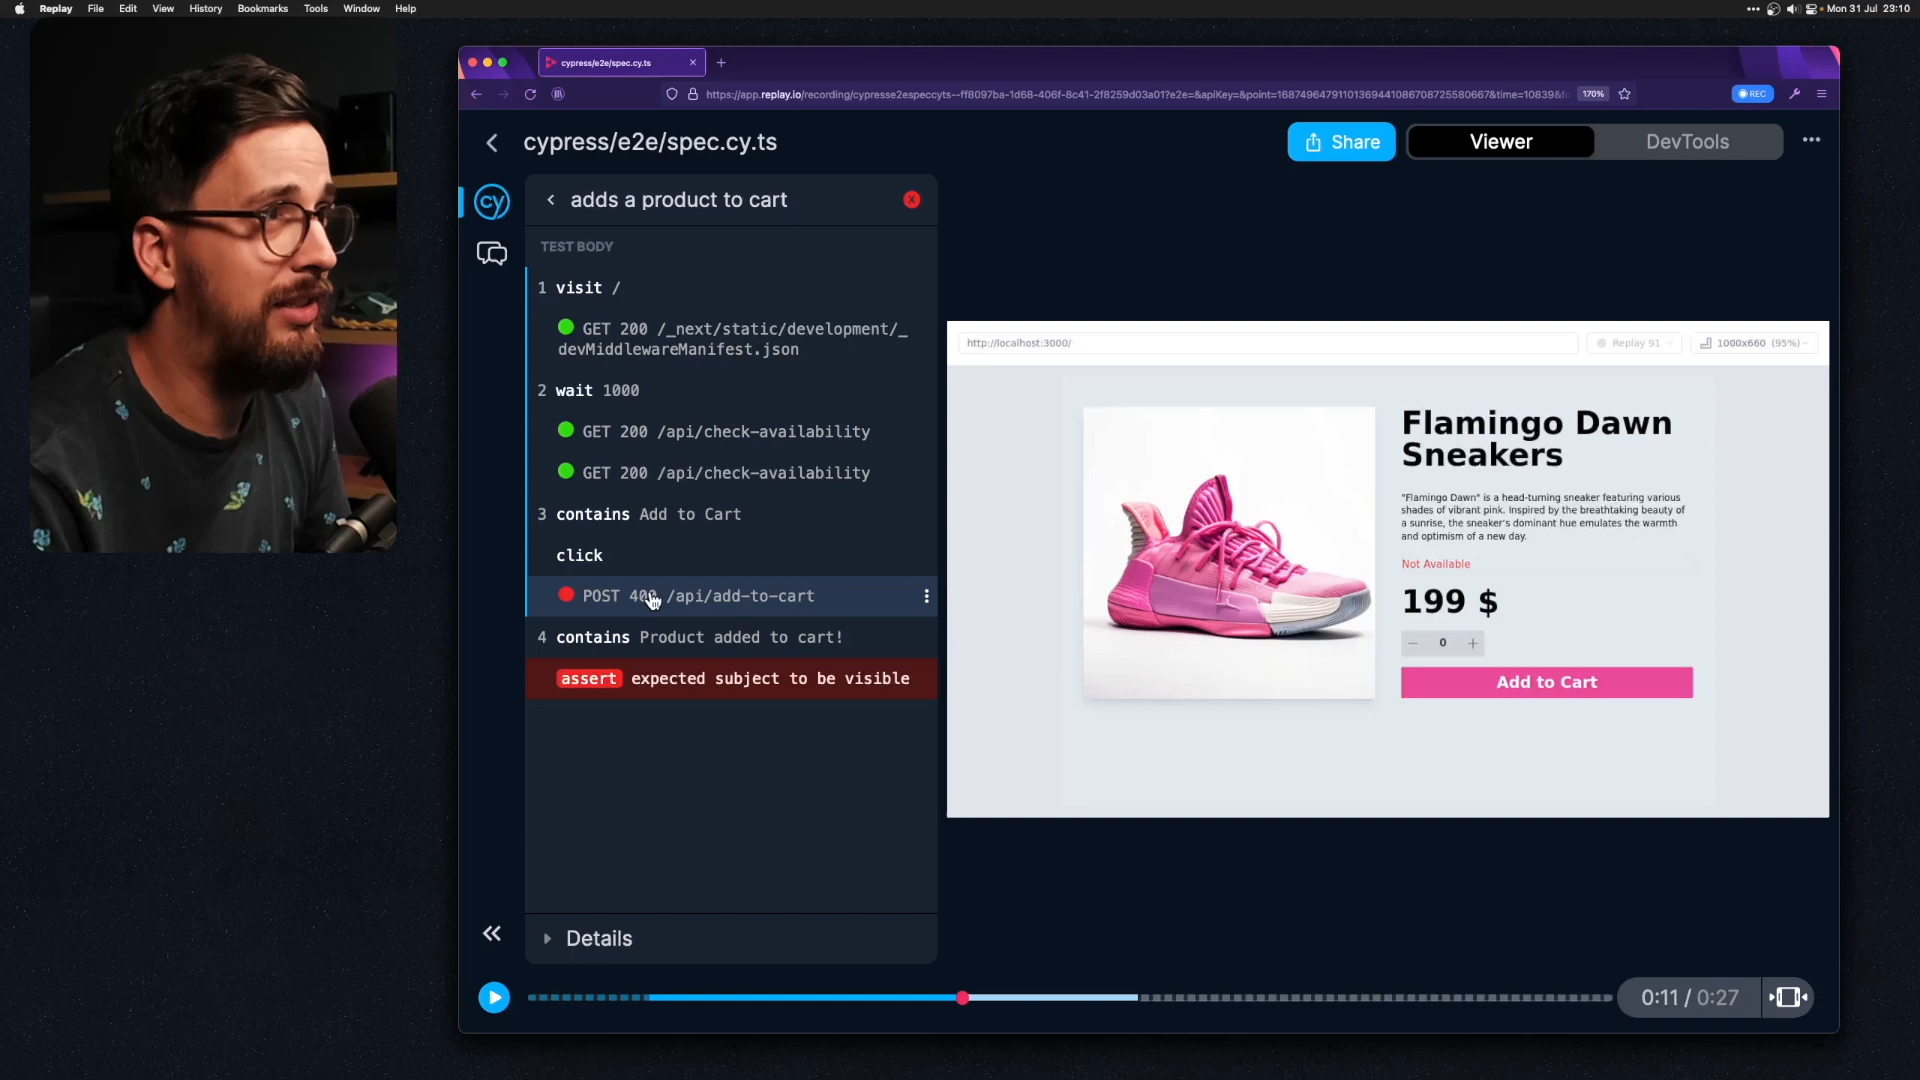 Replay File Edit View History Bookmarks Tools Window Help
Mon 31 Jul 23:10
cypress/e2e/spec.cy.ts
170%
REC
cypress/e2e/spec.cy.ts
Share
Viewer
DevTools
cy
adds a product to cart
TEST BODY
1 visit /
GET 200 /_next/static/development/_
devMiddlewareManifest.json
2 wait 1000
GET 200 /api/check-availability
GET 200 /api/check-availability
3 contains Add to Cart
click
POST /api/add-to-cart
4 contains Product added to cart!
assert expected subject to be visible
Details
http://localhost:3000/
Replay 91
1000x660 (95%)
Flamingo Dawn
Sneakers
"Flamingo Dawn" is a head-turning sneaker featuring various
shades of vibrant pink. Inspired by the breathtaking beauty of
a sunrise, the sneaker's dominant hue emulates the warmth
and optimism of a new day.
Not Available
199 $
0
Add to Cart
0:11 / 0:27